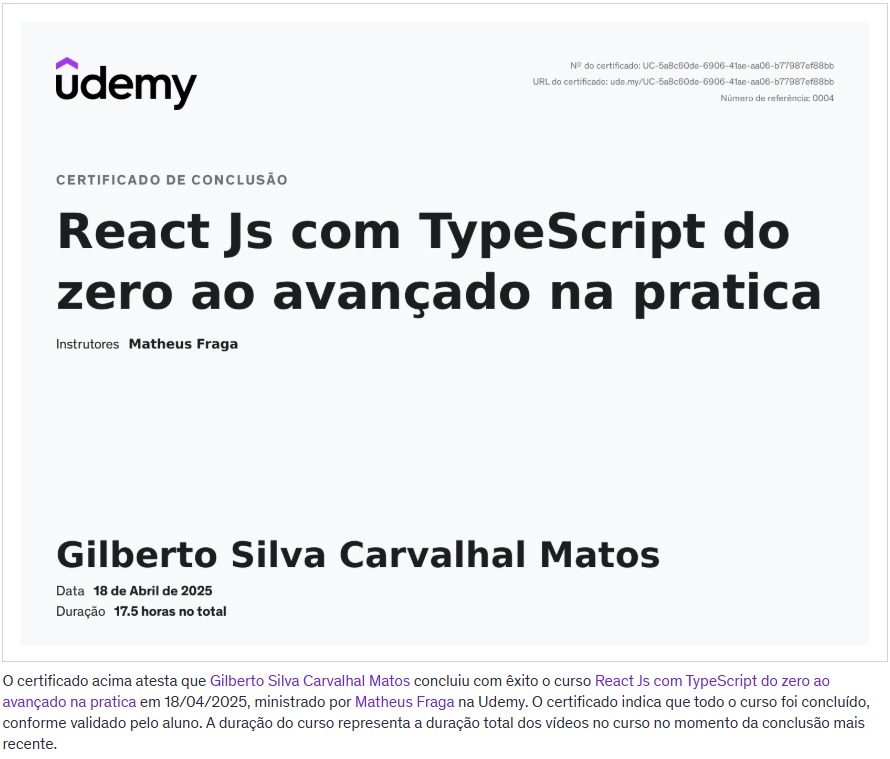 udemy
Nº do certificado: UC-5a8c60de-6906-41ae-aa06-b77987ef88bb
URL do certificado: ude.my/UC-5a8c60de-6906-41ae-aa06-b77987ef88bb
Número de referência: 0004
CERTIFICADO DE CONCLUSÃO
React Js com TypeScript do
zero ao avançado na pratica
Instrutores Matheus Fraga
Gilberto Silva Carvalhal Matos
Data 18 de Abril de 2025
Duração 17.5 horas no total
O certificado acima atesta que Gilberto Silva Carvalhal Matos concluiu com êxito o curso React Js com TypeScript do zero ao
avançado na pratica em 18/04/2025, ministrado por Matheus Fraga na Udemy. O certificado indica que todo o curso foi concluído,
conforme validado pelo aluno. A duração do curso representa a duração total dos vídeos no curso no momento da conclusão mais
recente.